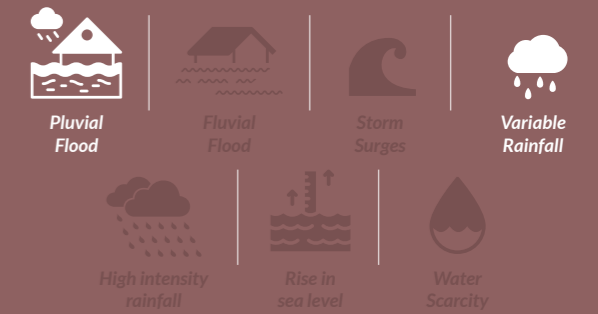 Pluvial
Flood
Fluvial
Flood
Storm
Surges
Variable
Rainfall
High intensity
rainfall
Rise in
sea level
Water
Scarcity